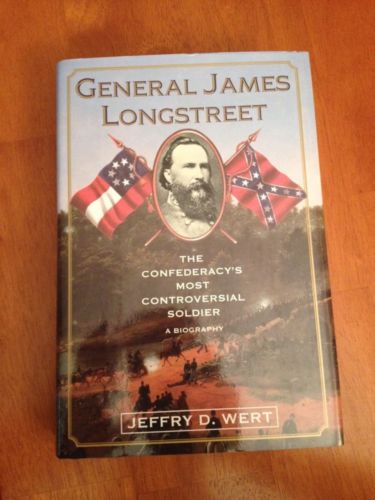 GENERAL JAMES
LONGSTREET
THE
CONFEDERACY'S
MOST
CONTROVERSIAL
SOLDIER
A BIOGRAPHY
JEFFRY D. WERT